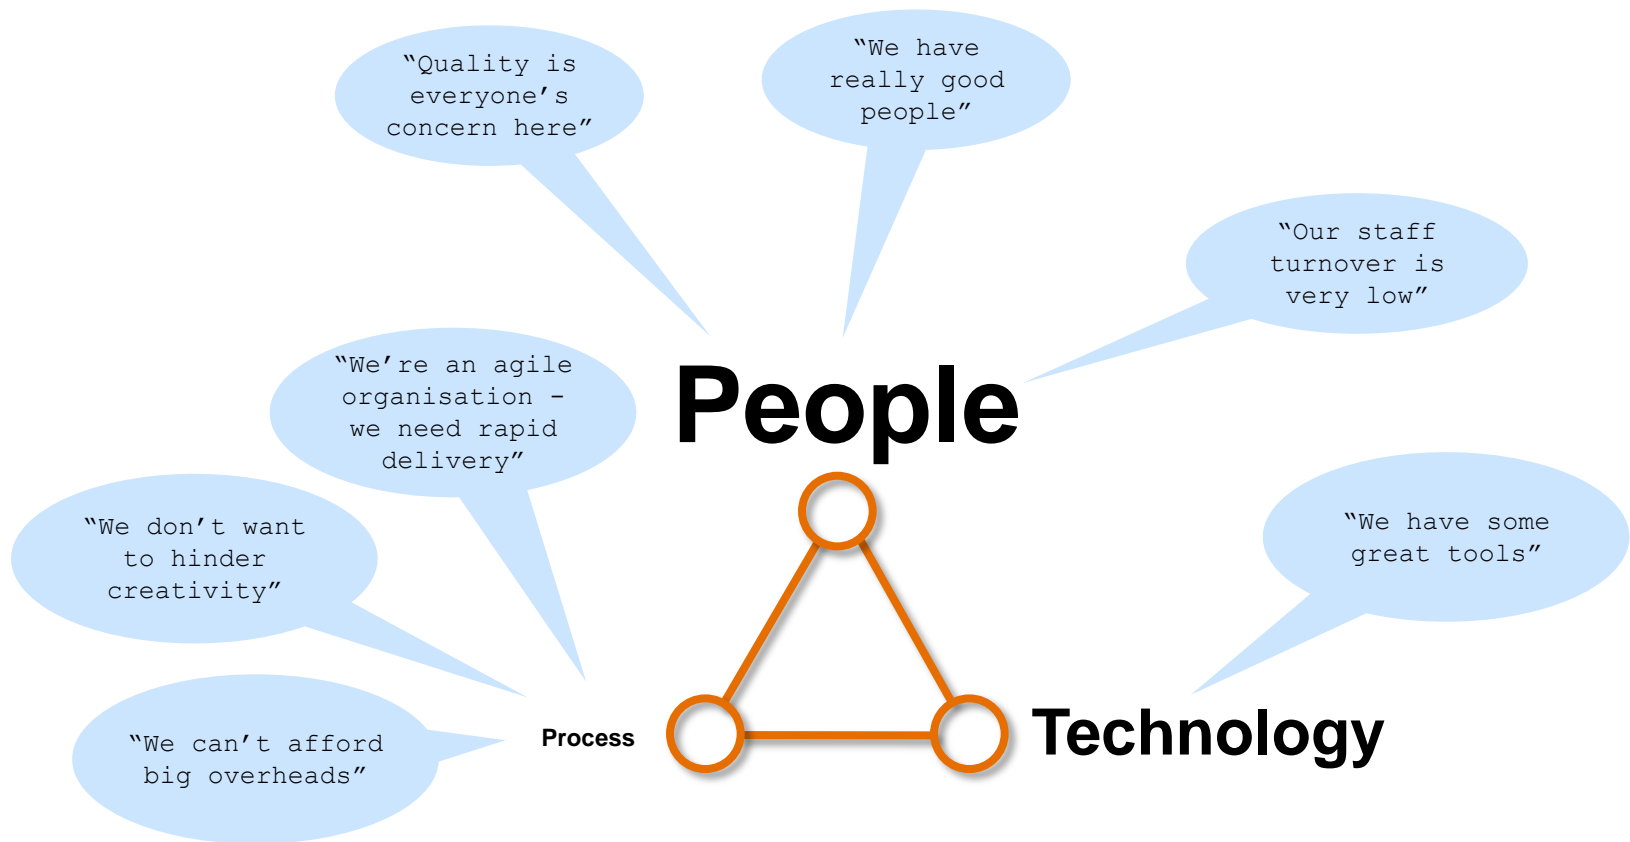 “Quality is
everyone’s
concern here”
“We have
really good
people”
“Our staff
turnover is
very low”
“We’re an agile
organisation -
we need rapid
delivery”
People
“We don’t want
to hinder
creativity”
“We have some
great tools”
“We can’t afford
big overheads”
Process
Technology